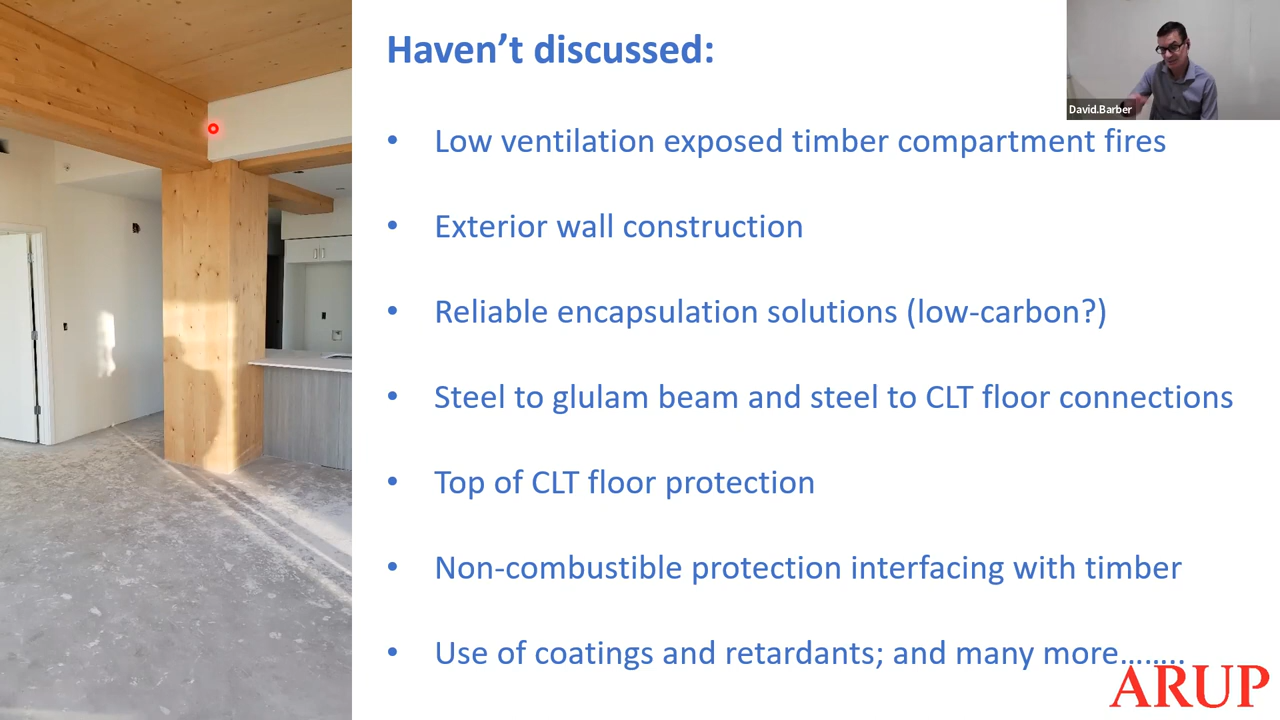 Haven’t discussed:
David.Barber
• Low ventilation exposed timber compartment fires
• Exterior wall construction
• Reliable encapsulation solutions (low-carbon?)
• Steel to glulam beam and steel to CLT floor connections
• Top of CLT floor protection
• Non-combustible protection interfacing with timber
• Use of coatings and retardants; and many more……..
ARUP